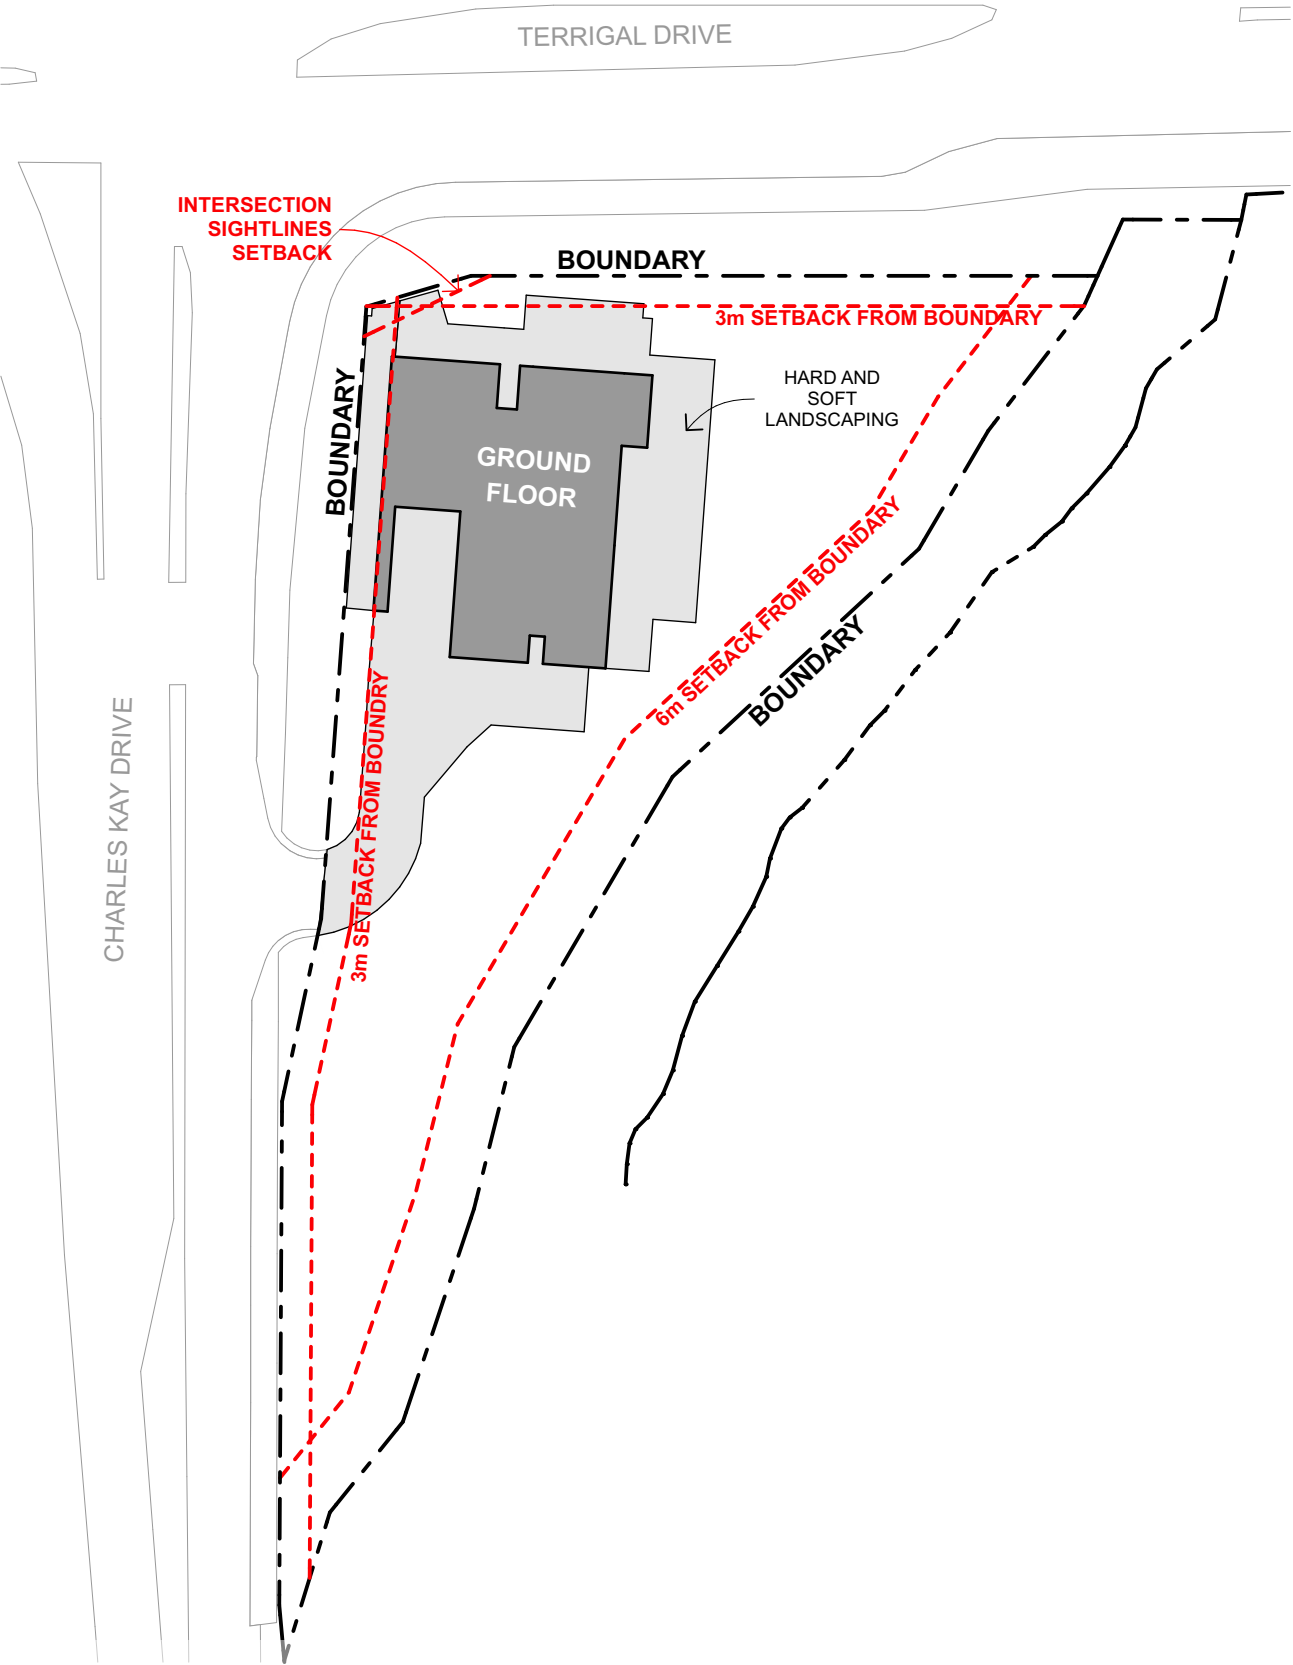 TERRIGAL DRIVE
INTERSECTION
SIGHTLINES
SETBACK
BOUNDARY
3m SETBACK FROM BOUNDARY
HARD AND
SOFT
LANDSCAPING
BOUNDARY
GROUND
FLOOR
6m SETBACK FROM BOUNDARY
BOUNDARY
3m SETBACK FROM BOUNDRY
CHARLES KAY DRIVE